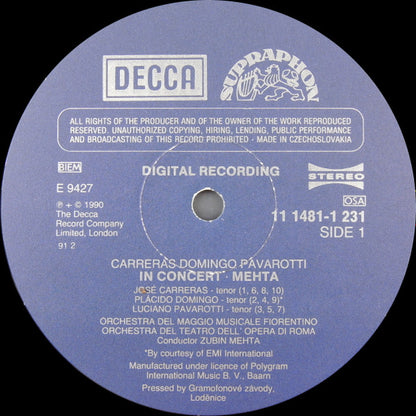 DECCA
SUPRAPHON
ALL RIGHTS OF THE PRODUCER AND OF THE OWNER OF THE WORK REPRODUCED
RESERVED. UNAUTHORIZED COPYING, HIRING, LENDING, PUBLIC PERFORMANCE
AND BROADCASTING OF THIS RECORD PROHIBITED - MADE IN CZECHOSLOVAKIA
BIEM
DIGITAL RECORDING
STEREO
E 9427
OSA
℗ + © 1990
The Decca
Record Company
Limited, London
91 2
11 1481-1 231
SIDE 1
CARRERAS DOMINGO PAVAROTTI
IN CONCERT - MEHTA
JOSÉ CARRERAS - tenor (1, 6, 8, 10)
PLÁCIDO DOMINGO - tenor (2, 4, 9)*
LUCIANO PAVAROTTI - tenor (3, 5, 7)
ORCHESTRA DEL MAGGIO MUSICALE FIORENTINO
ORCHESTRA DEL TEATRO DELL' OPERA DI ROMA
Conductor ZUBIN MEHTA
*By courtesy of EMI International
Manufactured under licence of Polygram
International Music B. V., Baarn
Pressed by Gramofonové závody,
Loděnice